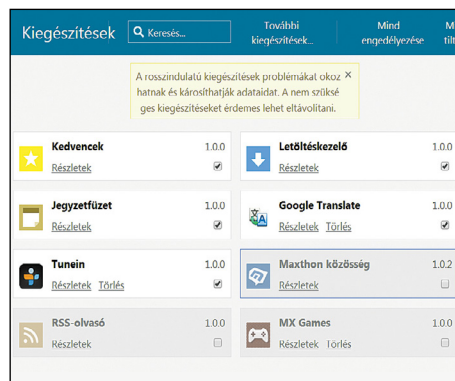 Kiegészítések
Keresés...
További
kiegészítések...
Mind
engedélyezése
A rosszindulatú kiegészítések problémákat okoz
hatnak és károsíthatják adataidat. A nem szüksé
ges kiegészítéseket érdemes lehet eltávolítani.
Kedvencek 1.0.0
Részletek
Letöltéskezelő 1.0.0
Részletek
Jegyzetfüzet 1.0.0
Részletek
Google Translate 1.0.0
Részletek Törlés
Tunein 1.0.0
Részletek Törlés
Maxthon közösség 1.0.2
Részletek
RSS-olvasó 1.0.0
Részletek
MX Games 1.0.0
Részletek Törlés